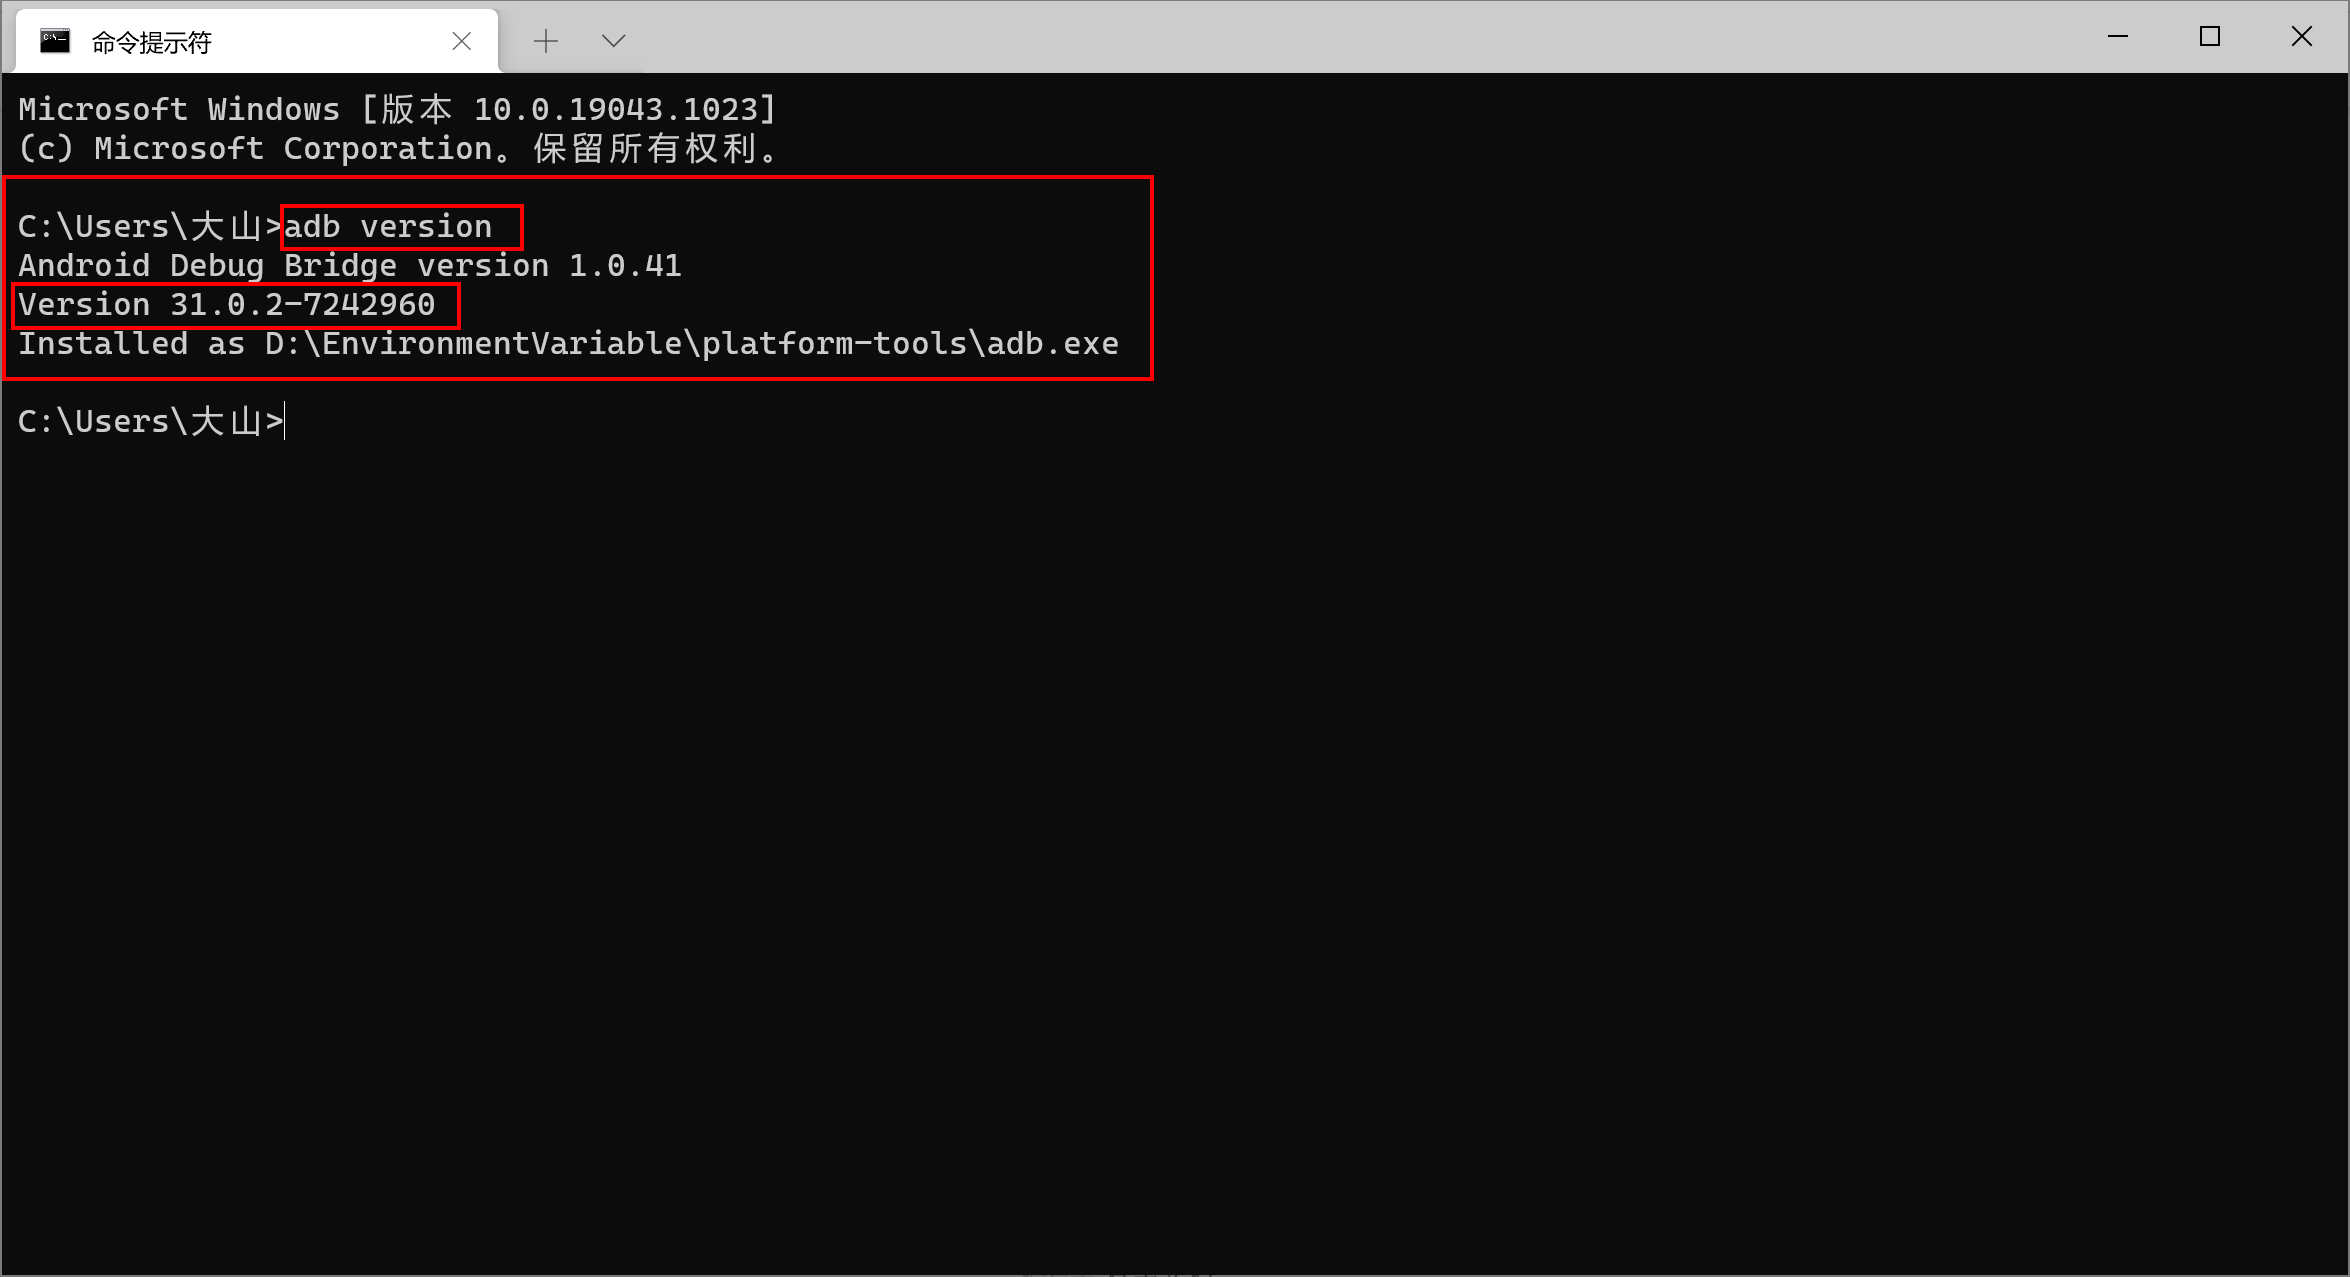 命令提示符
Microsoft Windows [版本 10.0.19043.1023]
(c) Microsoft Corporation。保留所有权利。
C:\Users\大山>adb version
Android Debug Bridge version 1.0.41
Version 31.0.2-7242960
Installed as D:\EnvironmentVariable\platform-tools\adb.exe
C:\Users\大山>